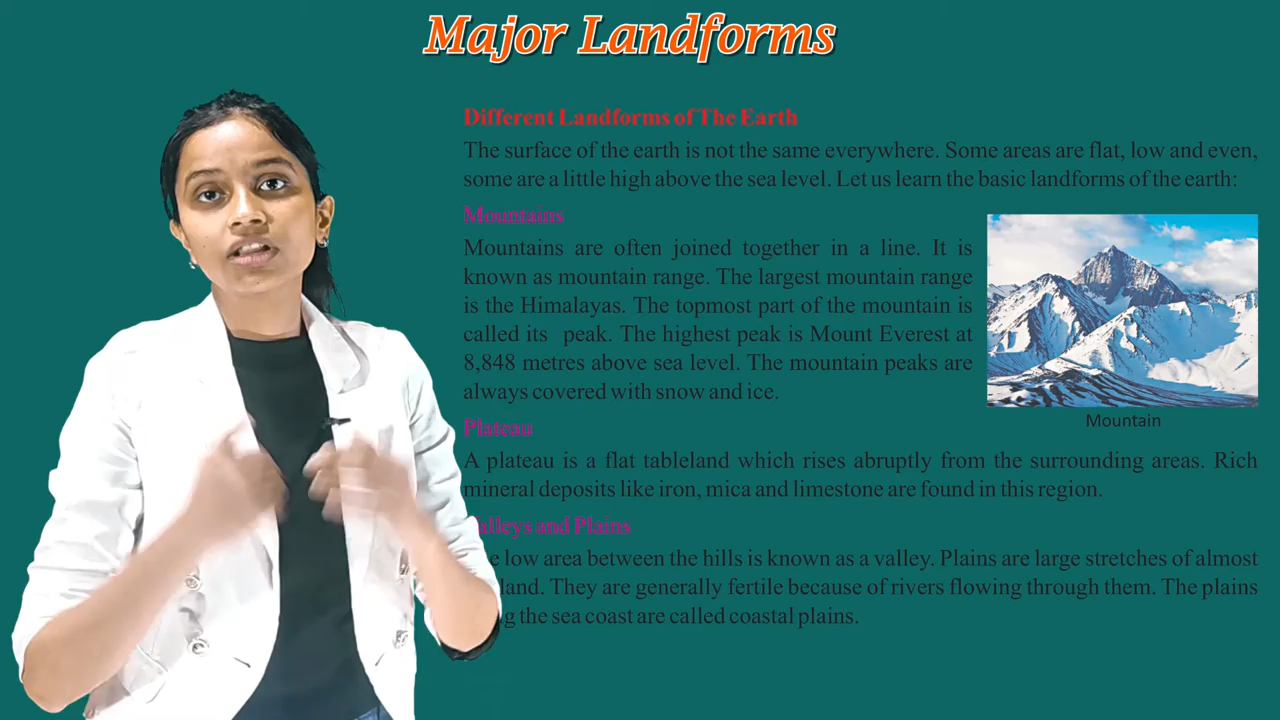 Major Landforms
Different Landforms of The Earth
The surface of the earth is not the same everywhere. Some areas are flat, low and even,
some are a little high above the sea level. Let us learn the basic landforms of the earth:
Mountains
Mountains are often joined together in a line. It is
known as mountain range. The largest mountain range
is the Himalayas. The topmost part of the mountain is
called its peak. The highest peak is Mount Everest at
8,848 metres above sea level. The mountain peaks are
always covered with snow and ice.
Mountain
Plateau
A plateau is a flat tableland which rises abruptly from the surrounding areas. Rich
mineral deposits like iron, mica and limestone are found in this region.
alleys and Plains
low area between the hills is known as a valley. Plains are large stretches of almost
land. They are generally fertile because of rivers flowing through them. The plains
the sea coast are called coastal plains.